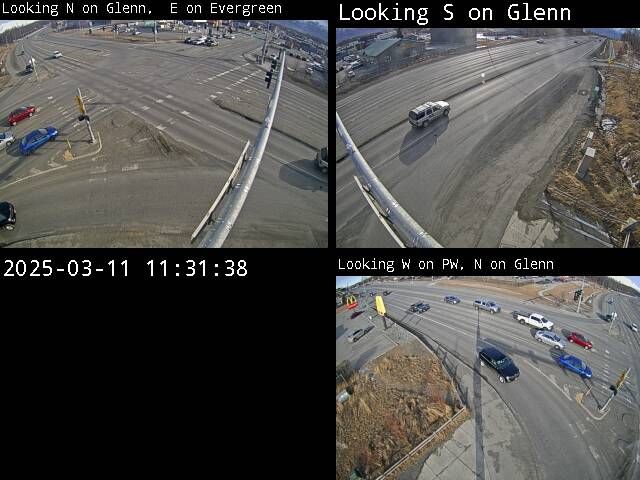 Looking N on Glenn, E on Evergreen
Looking S on Glenn
2025-03-11 11:31:38
Looking W on PW, N on Glenn